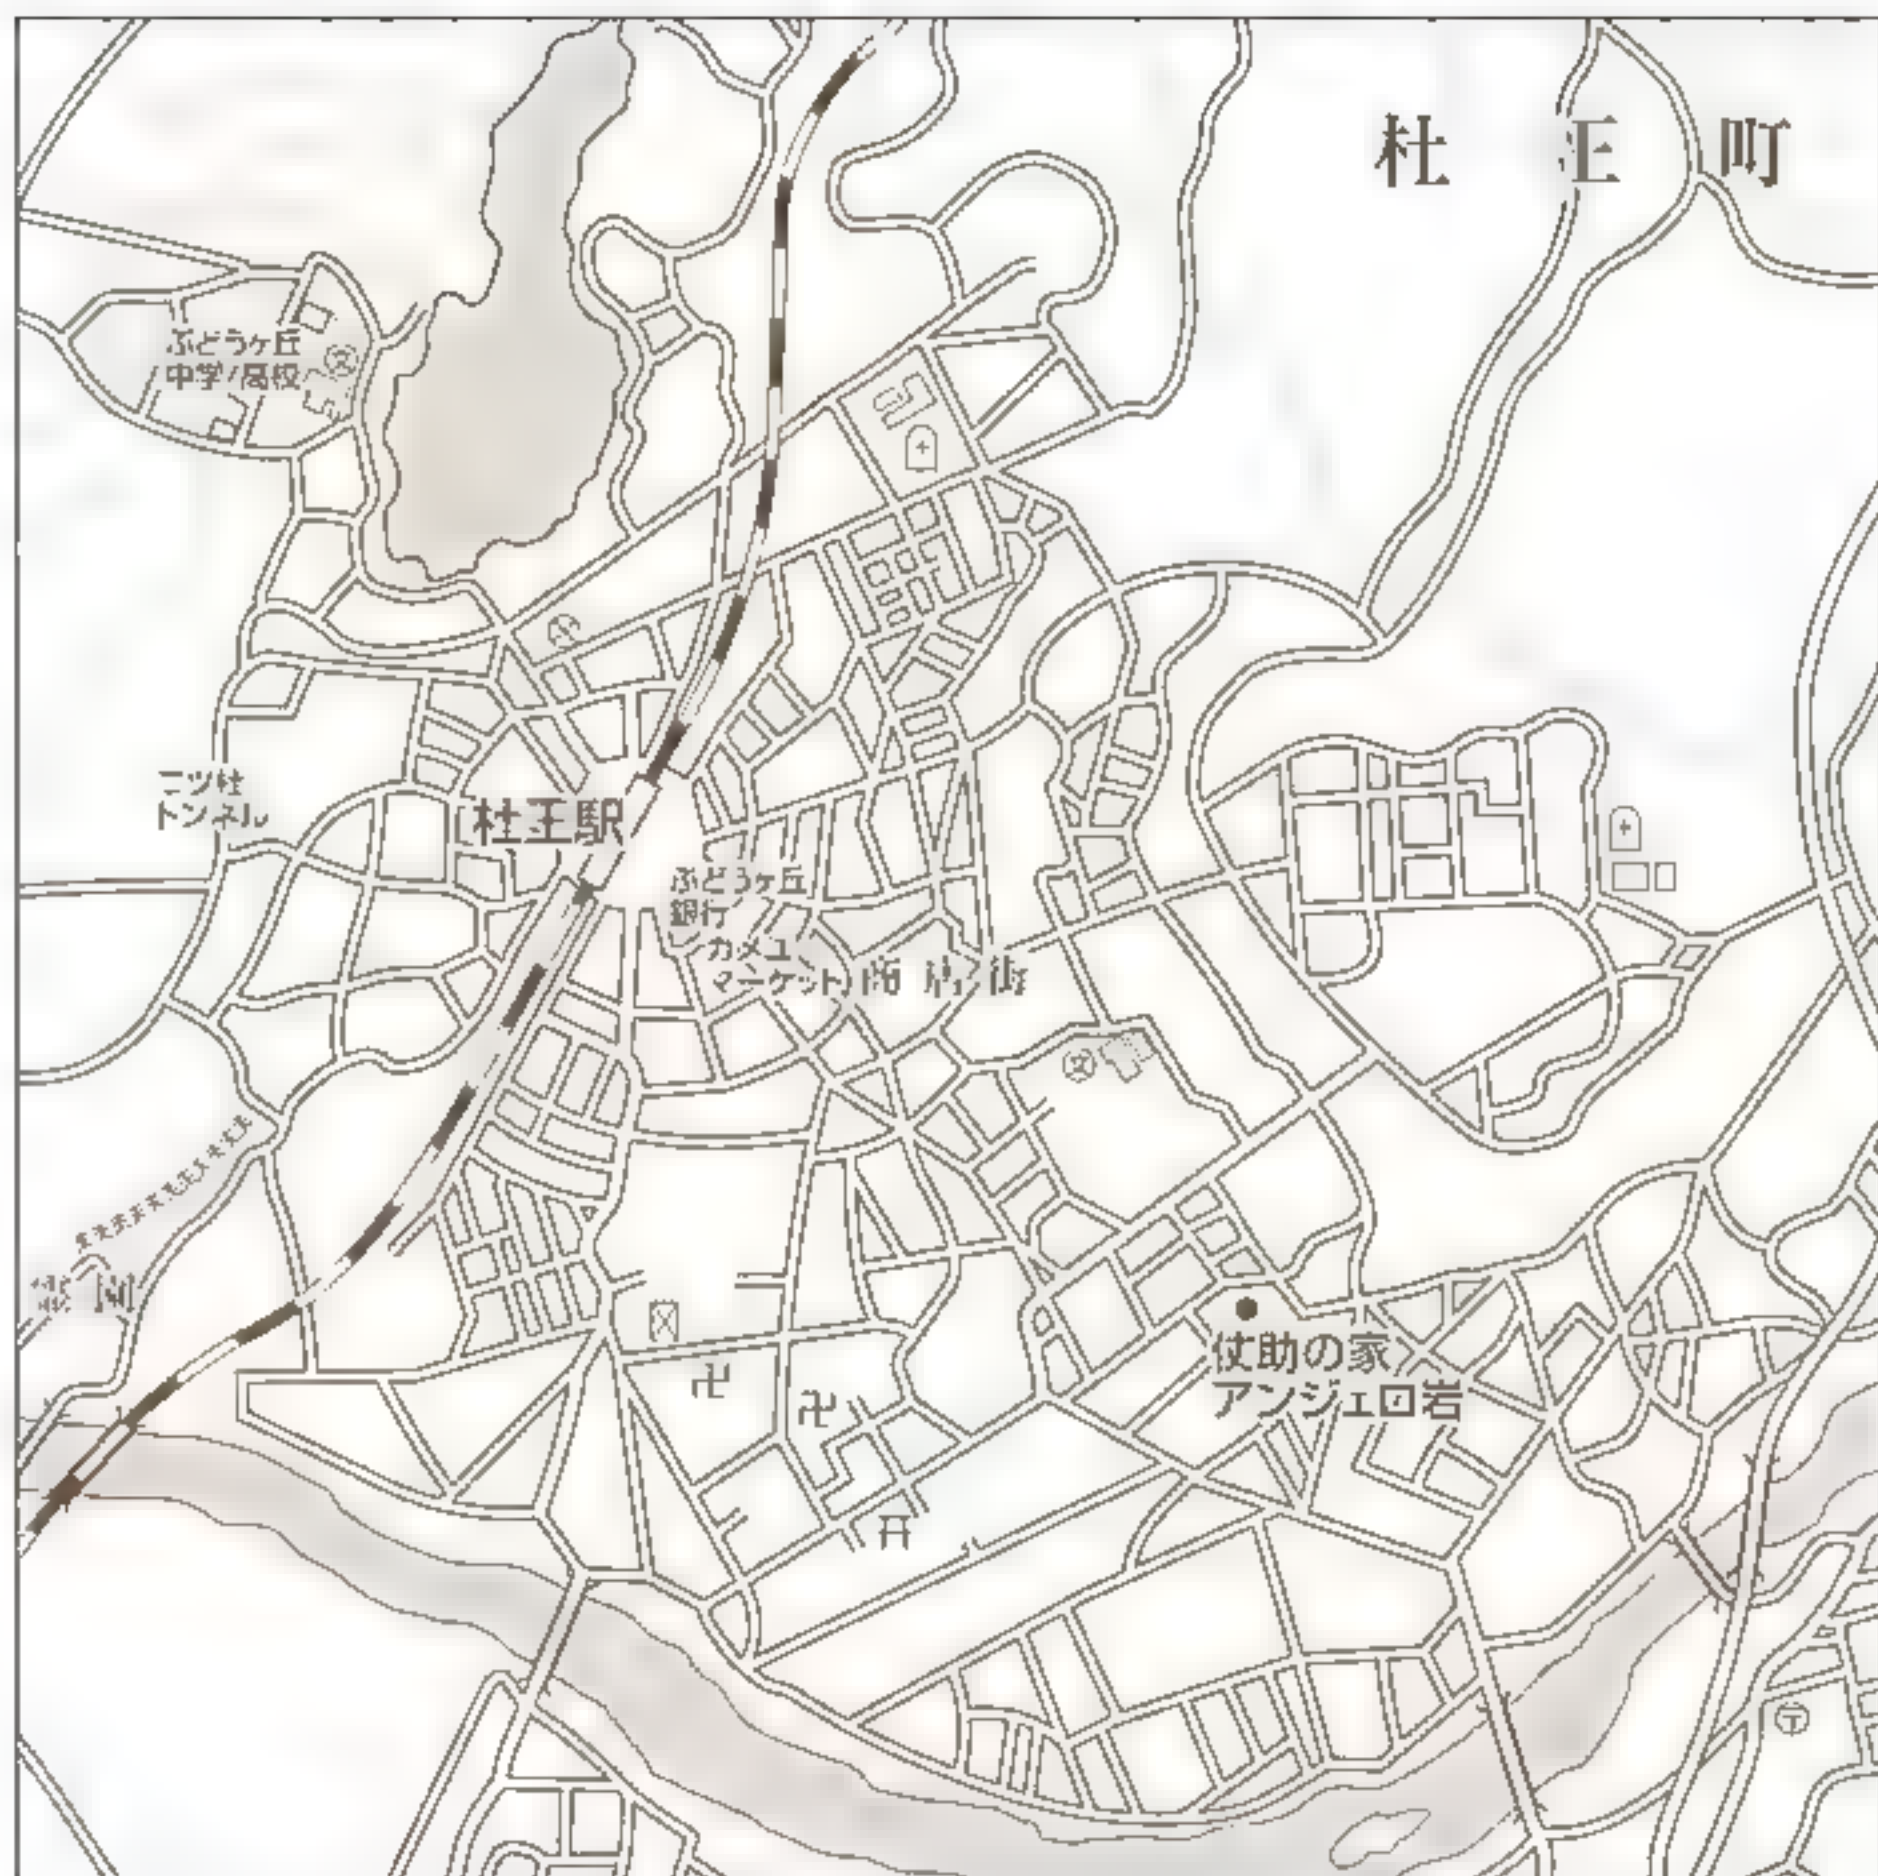 杜王町
ぶどうヶ丘
中学/高校
二ツ杜
トンネル
杜王駅
ぶどうヶ丘
銀行
カメユー
マーケット
商店街
霊園
仗助の家
アンジェロ岩